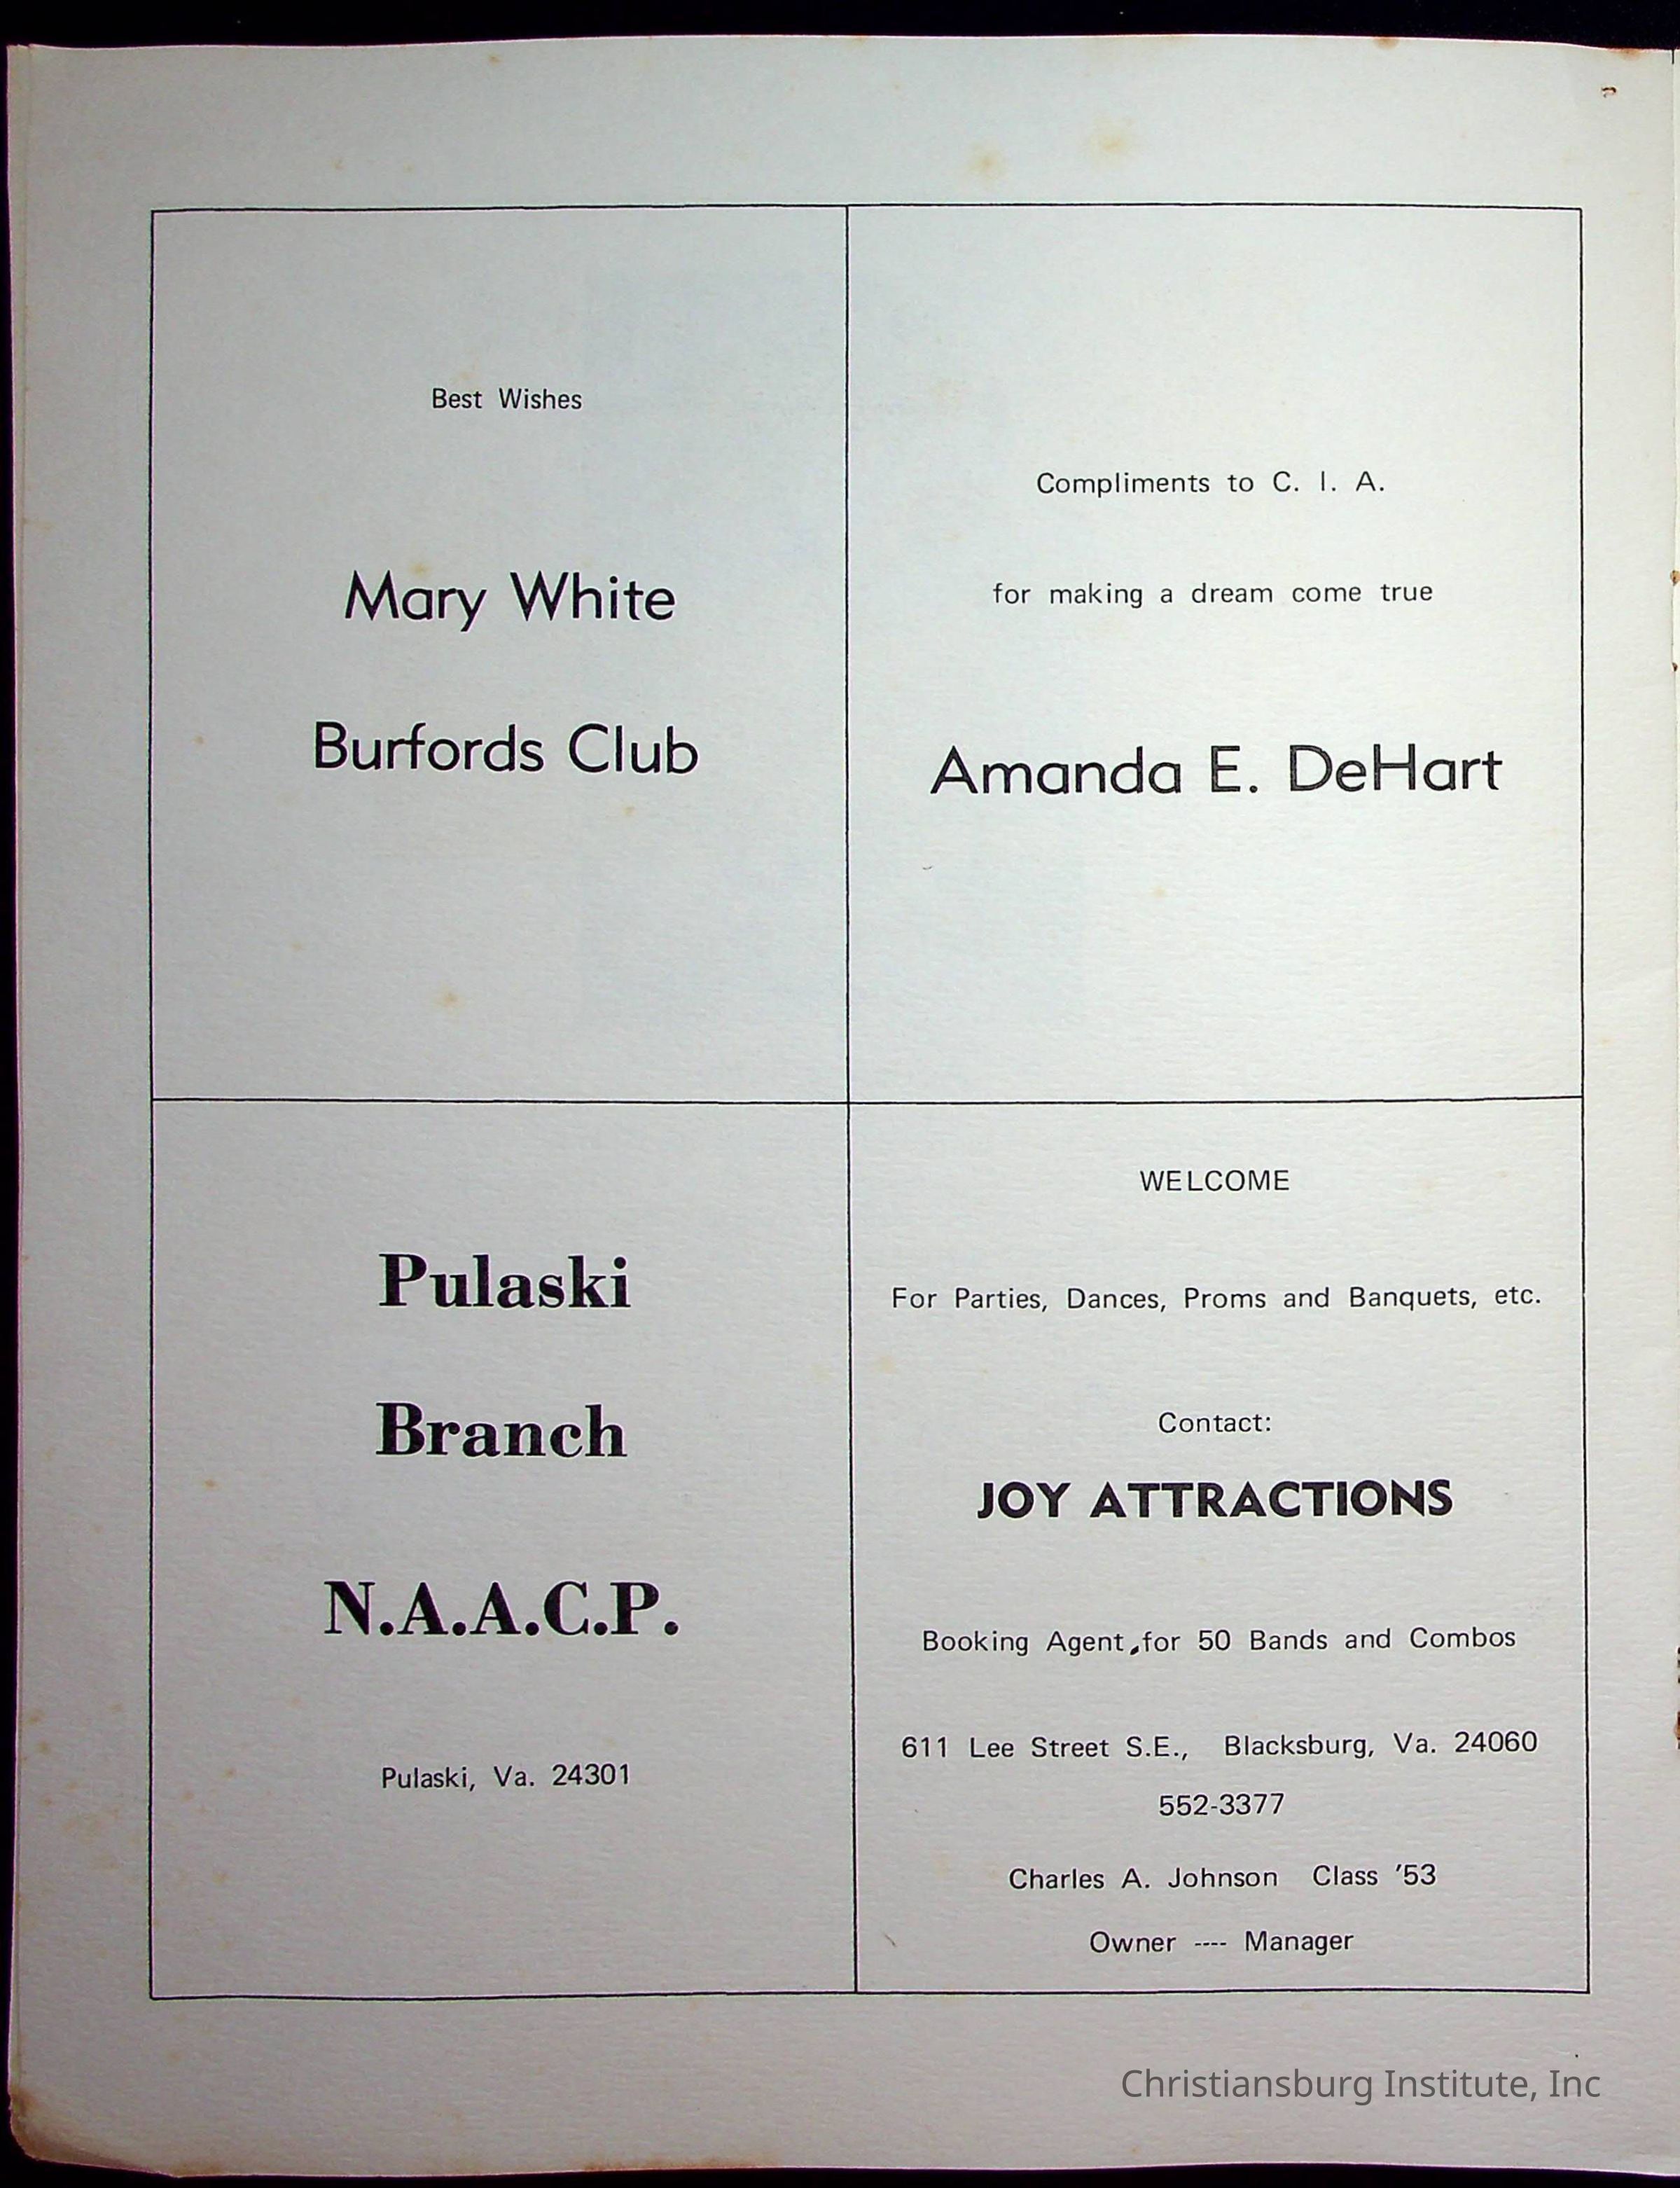 Best Wishes
Mary White
Burfords Club
Compliments to C. I. A.
for making a dream come true
Amanda E. DeHart
Pulaski
Branch
N.A.A.C.P.
Pulaski, Va. 24301
WELCOME
For Parties, Dances, Proms and Banquets, etc.
Contact:
JOY ATTRACTIONS
Booking Agent, for 50 Bands and Combos
611 Lee Street S.E., Blacksburg, Va. 24060
552-3377
Charles A. Johnson Class '53
Owner ---- Manager
Christiansburg Institute, Inc